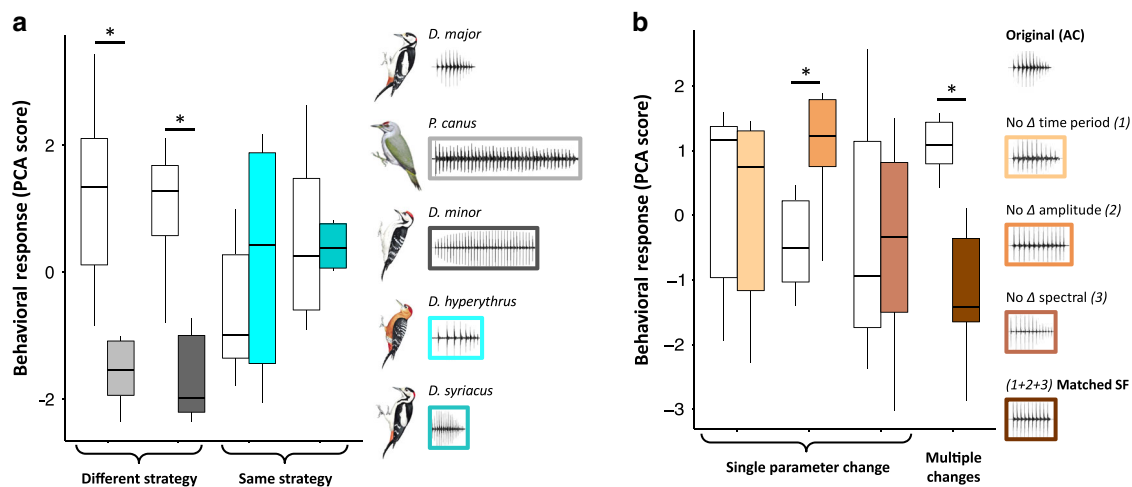 a
Behavioral response (PCA score)
2
0
-2
*
*
Different strategy
Same strategy
D. major
P. canus
D. minor
D. hyperythrus
D. syriacus
b
Behavioral response (PCA score)
2
1
0
-1
-2
-3
*
*
Single parameter change
Multiple
changes
Original (AC)
No Δ time period (1)
No Δ amplitude (2)
No Δ spectral (3)
(1+2+3) Matched SF